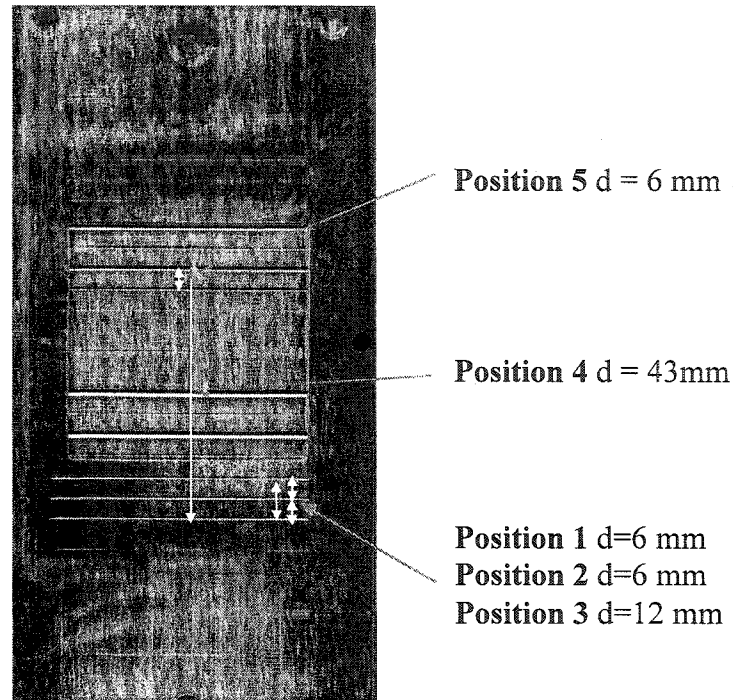 Position 5 d = 6 mm
Position 4 d = 43mm
Position 1 d=6 mm
Position 2 d=6 mm
Position 3 d=12 mm